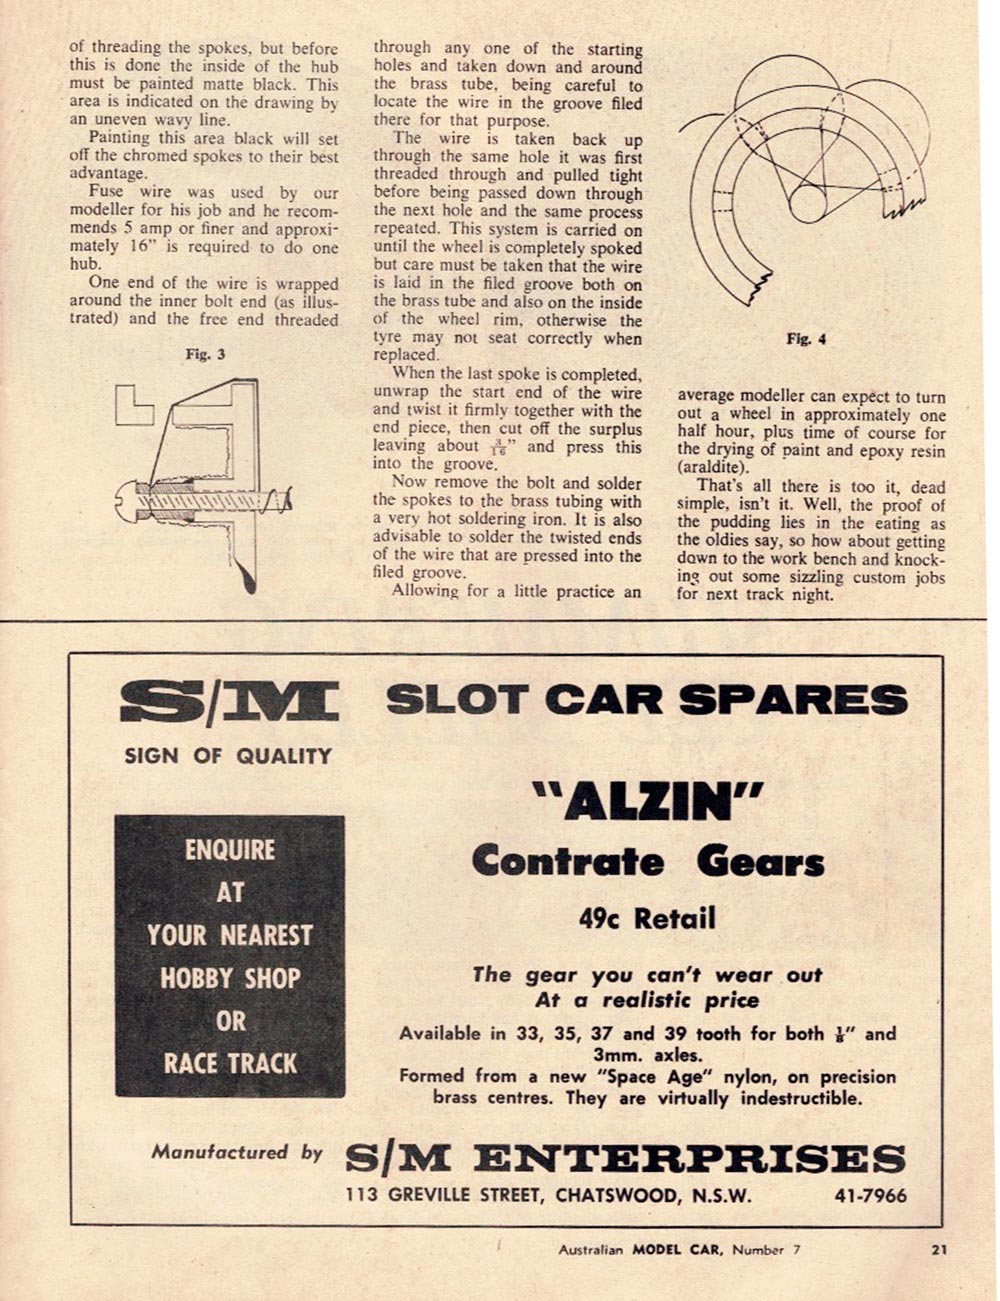 of threading the spokes, but before
this is done the inside of the hub
must be painted matte black. This
area is indicated on the drawing by
an uneven wavy line.
Painting this area black will set
off the chromed spokes to their best
advantage.
Fuse wire was used by our
modeller for his job and he recom-
mends 5 amp or finer and approxi-
mately 16” is required to do one
hub.
One end of the wire is wrapped
around the inner bolt end (as illus-
trated) and the free end threaded
Fig. 3
through any one of the starting
holes and taken down and around
the brass tube, being careful to
locate the wire in the groove filed
there for that purpose.
The wire is taken back up
through the same hole it was first
threaded through and pulled tight
before being passed down through
the next hole and the same process
repeated. This system is carried on
until the wheel is completely spoked
but care must be taken that the wire
is laid in the filed groove both on
the brass tube and also on the inside
of the wheel rim, otherwise the
tyre may not seat correctly when
replaced.
When the last spoke is completed,
unwrap the start end of the wire
and twist it firmly together with the
end piece, then cut off the surplus
leaving about 3/16” and press this
into the groove.
Now remove the bolt and solder
the spokes to the brass tubing with
a very hot soldering iron. It is also
advisable to solder the twisted ends
of the wire that are pressed into the
filed groove.
Allowing for a little practice an
Fig. 4
average modeller can expect to turn
out a wheel in approximately one
half hour, plus time of course for
the drying of paint and epoxy resin
(araldite).
That's all there is too it, dead
simple, isn't it. Well, the proof of
the pudding lies in the eating as
the oldies say, so how about getting
down to the work bench and knock-
ing out some sizzling custom jobs
for next track night.
S/M SLOT CAR SPARES
SIGN OF QUALITY
ENQUIRE
AT
YOUR NEAREST
HOBBY SHOP
OR
RACE TRACK
"ALZIN"
Contrate Gears
49c Retail
The gear you can't wear out
At a realistic price
Available in 33, 35, 37 and 39 tooth for both ⅛" and
3mm. axles.
Formed from a new "Space Age" nylon, on precision
brass centres. They are virtually indestructible.
Manufactured by S/M ENTERPRISES
113 GREVILLE STREET, CHATSWOOD, N.S.W. 41-7966
Australian MODEL CAR, Number 7 21